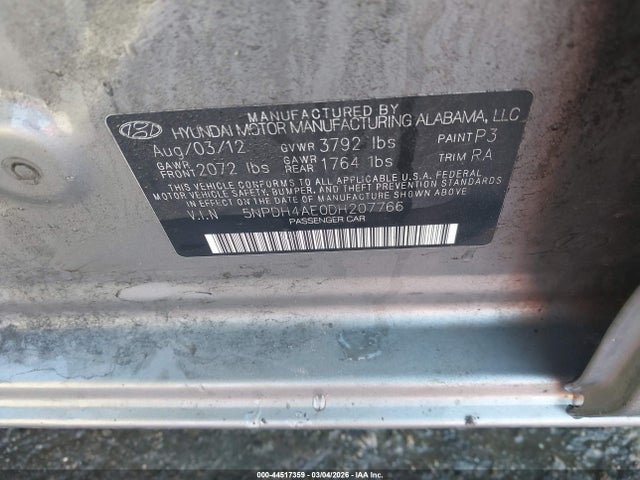 MANUFACTURED BY
HYUNDAI MOTOR MANUFACTURING ALABAMA, LLC
Aug/03/12 GVWR 3792 lbs PAINT P3
GAWR FRONT 2072 lbs GAWR REAR 1764 lbs TRIM RA
THIS VEHICLE CONFORMS TO ALL APPLICABLE U.S.A. FEDERAL
MOTOR VEHICLE SAFETY, BUMPER, AND THEFT PREVENTION STANDARDS
IN EFFECT ON THE DATE OF MANUFACTURE SHOWN ABOVE.
V.I.N 5NPDH4AE0DH207766
PASSENGER CAR
000-44517359 - 03/04/2026 - IAA Inc.